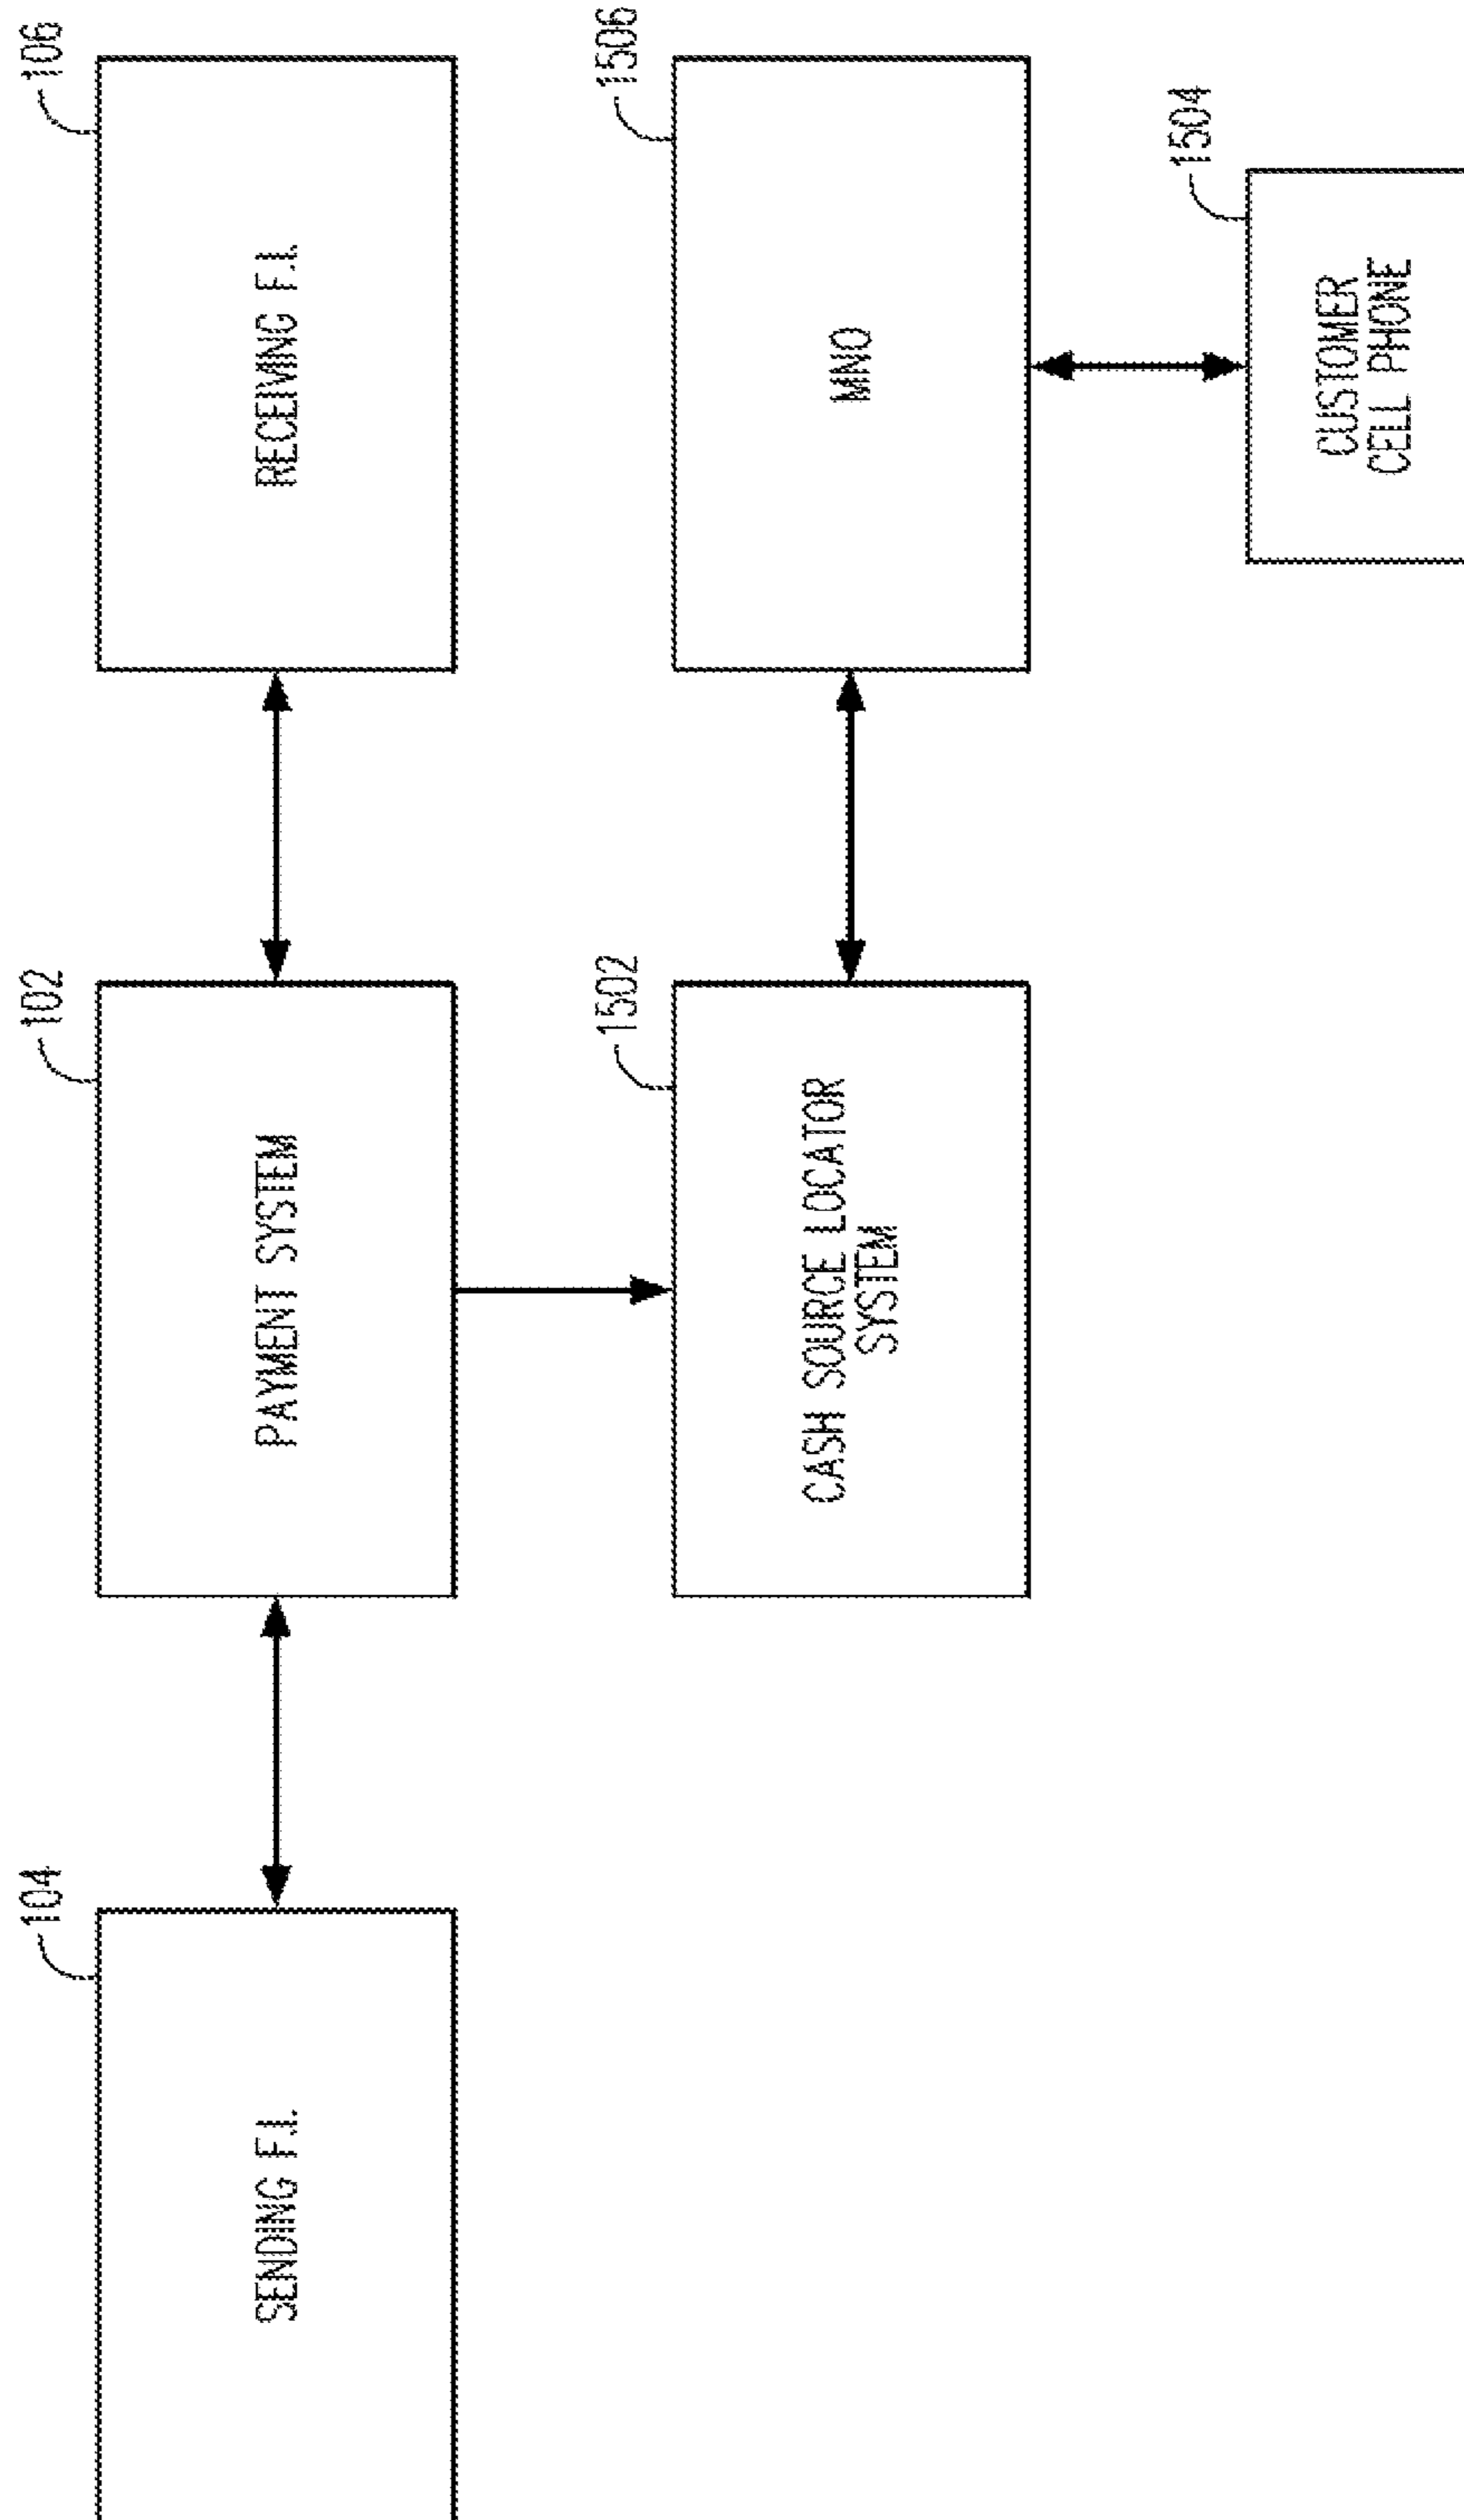 104
SENDING F.I.
102
PAYMENT SYSTEM
106
RECEIVING F.I.
1502
CASH SOURCE LOCATOR
SYSTEM
1506
MNO
1504
CUSTOMER
CELL PHONE